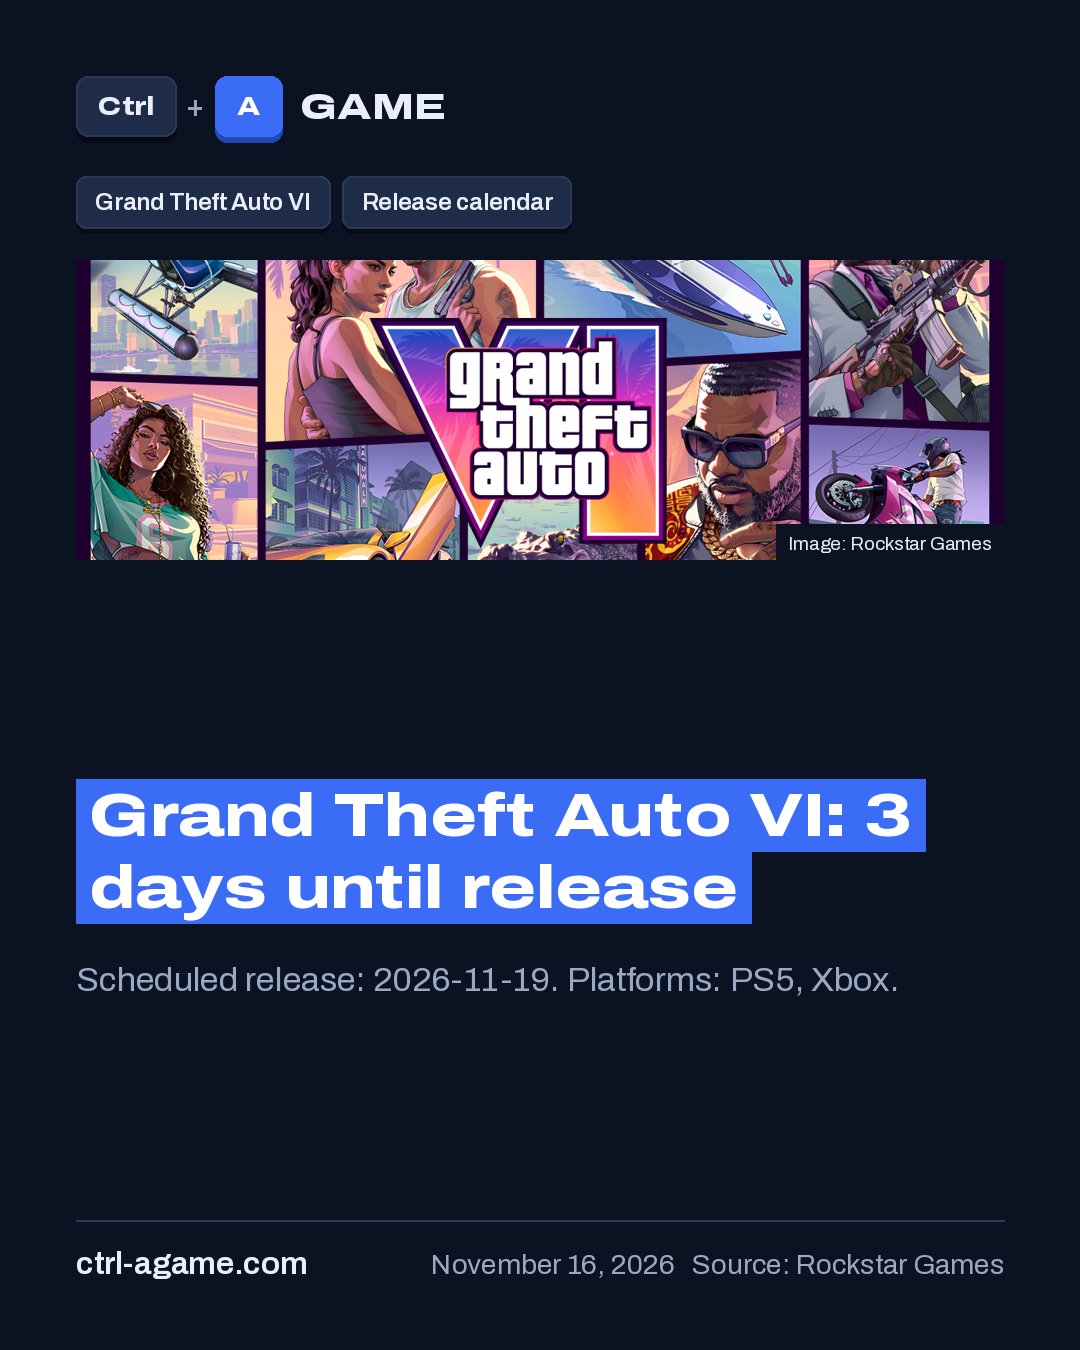 Ctrl + A GAME
Grand Theft Auto VI Release calendar
grand
theft
auto
VI
Image: Rockstar Games
Grand Theft Auto VI: 3
days until release
Scheduled release: 2026-11-19. Platforms: PS5, Xbox.
ctrl-agame.com November 16, 2026 Source: Rockstar Games